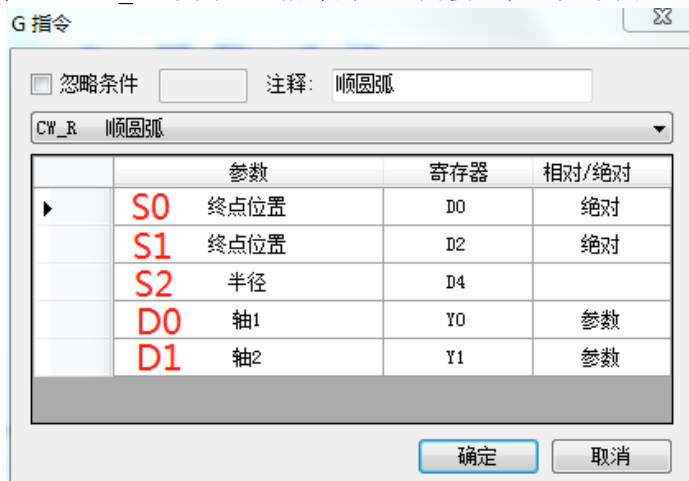 G 指令
忽略条件 注释: 顺圆弧
CW_R 顺圆弧
参数 寄存器 相对/绝对
S0 终点位置 D0 绝对
S1 终点位置 D2 绝对
S2 半径 D4
D0 轴1 Y0 参数
D1 轴2 Y1 参数
确定 取消